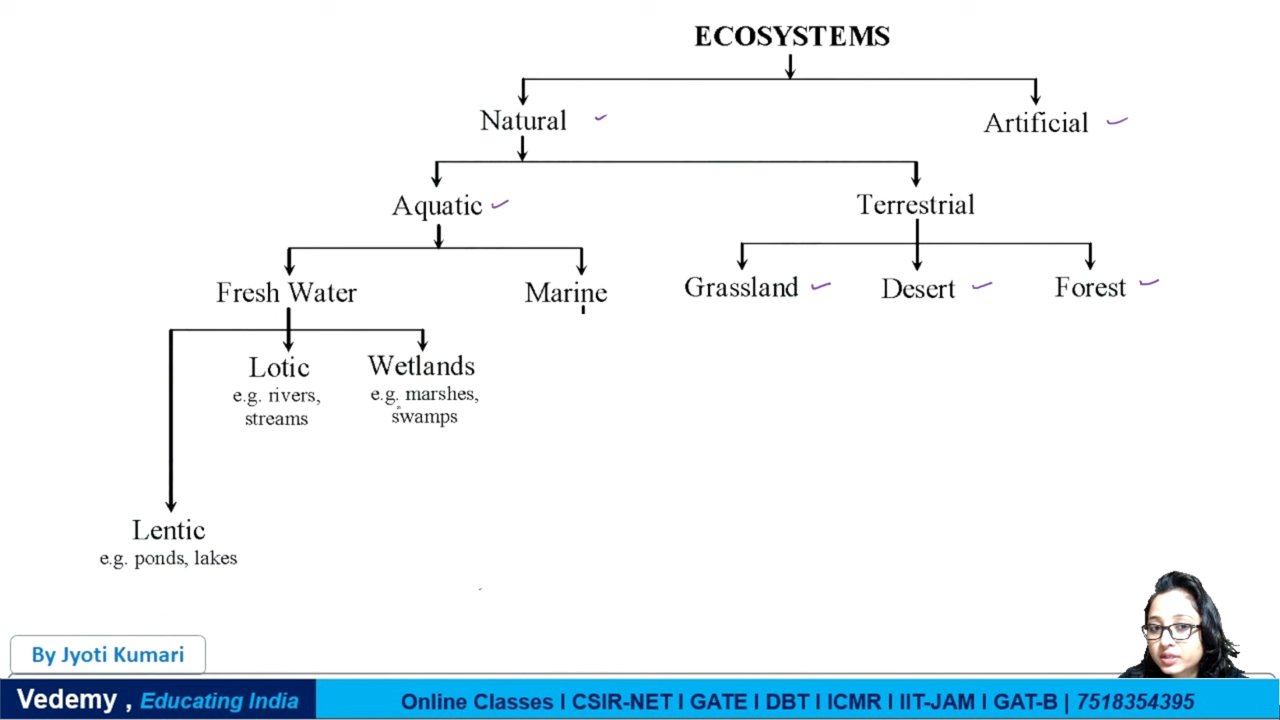 ECOSYSTEMS
Natural
Artificial
Aquatic
Terrestrial
Fresh Water
Marine
Grassland
Desert
Forest
Lotic
e.g. rivers,
streams
Wetlands
e.g. marshes,
swamps
Lentic
e.g. ponds, lakes
By Jyoti Kumari
Vedemy , Educating India
Online Classes I CSIR-NET I GATE I DBT I ICMR I IIT-JAM I GAT-B | 7518354395